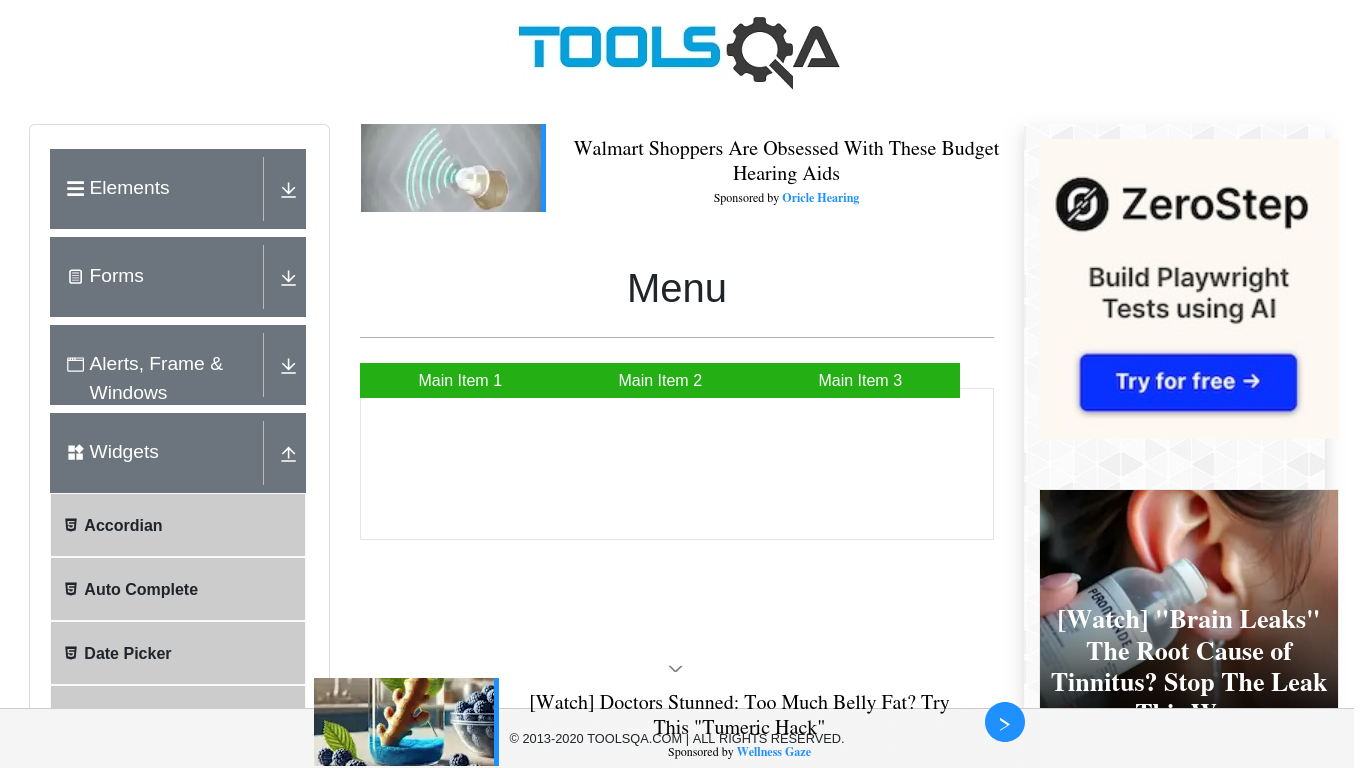 TOOLSQA
Elements
Forms
Alerts, Frame &
Windows
Widgets
Accordian
Auto Complete
Date Picker
Walmart Shoppers Are Obsessed With These Budget
Hearing Aids
Sponsored by Oricle Hearing
Menu
Main Item 1
Main Item 2
Main Item 3
ZeroStep
Build Playwright
Tests using AI
Try for free →
[Watch] "Brain Leaks"
The Root Cause of
Tinnitus? Stop The Leak
[Watch] Doctors Stunned: Too Much Belly Fat? Try
This "Tumeric Hack"
© 2013-2020 TOOLSQA.COM | ALL RIGHTS RESERVED.
Sponsored by Wellness Gaze